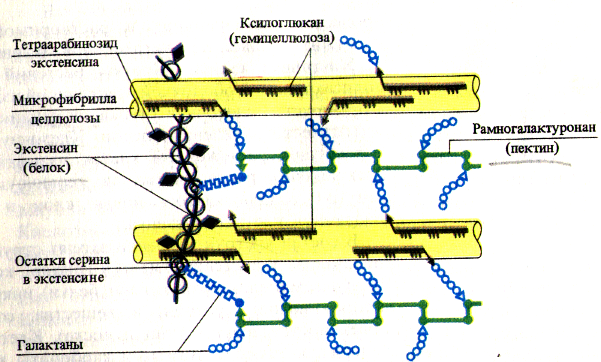 Тетраарабинозид
экстенсина
Ксилоглюкан
(гемицеллюлоза)
Микрофибрилла
целлюлозы
Экстенсин
(белок)
Рамногалактуронан
(пектин)
Остатки серина
в экстенсине
Галактаны